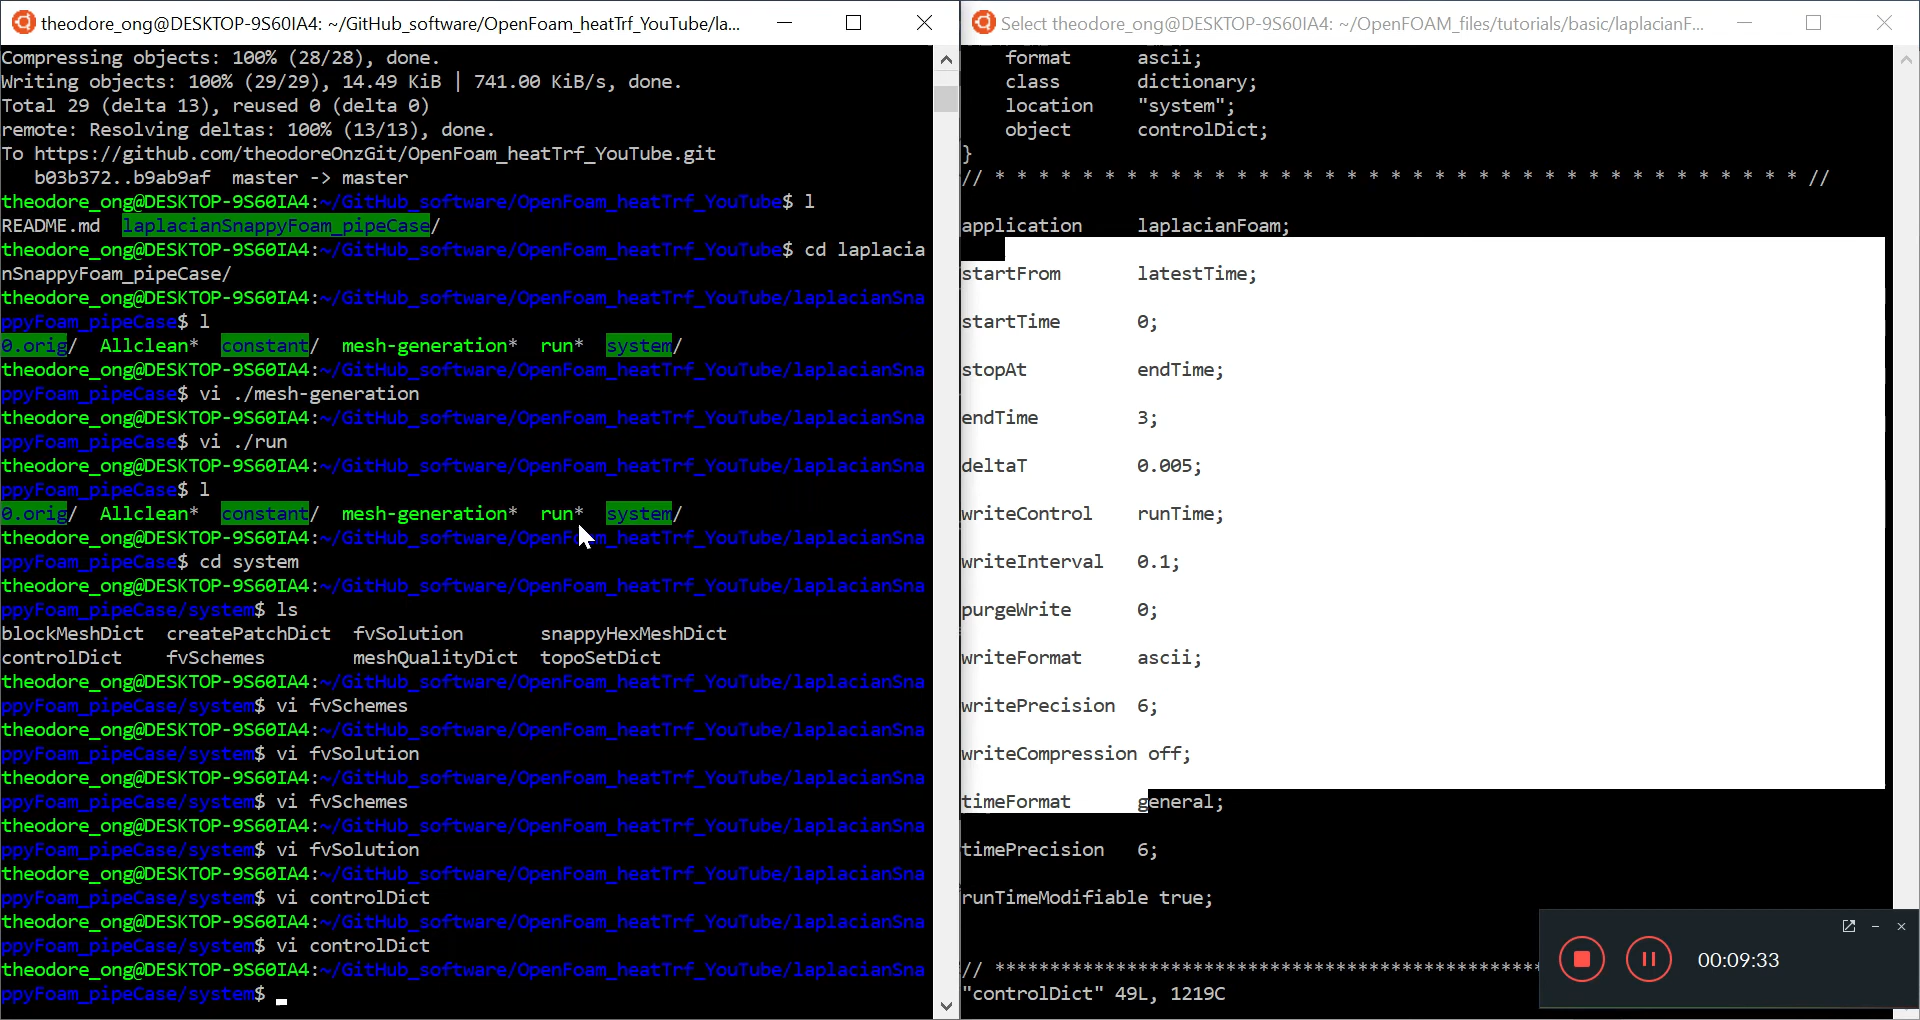 theodore_ong@DESKTOP-9S60IA4: ~/GitHub_software/OpenFoam_heatTrf_YouTube/la...
Compressing objects: 100% (28/28), done.
Writing objects: 100% (29/29), 14.49 KiB | 741.00 KiB/s, done.
Total 29 (delta 13), reused 0 (delta 0)
remote: Resolving deltas: 100% (13/13), done.
To https://github.com/theodoreOnzGit/OpenFoam_heatTrf_YouTube.git
b03b372..b9ab9af  master -> master
theodore_ong@DESKTOP-9S60IA4:~/GitHub_software/OpenFoam_heatTrf_YouTube$ l
README.md  laplacianSnappyFoam_pipeCase/
theodore_ong@DESKTOP-9S60IA4:~/GitHub_software/OpenFoam_heatTrf_YouTube$ cd laplacia
nSnappyFoam_pipeCase/
theodore_ong@DESKTOP-9S60IA4:~/GitHub_software/OpenFoam_heatTrf_YouTube/laplacianSna
ppyFoam_pipeCase$ l
0.orig/  Allclean*  constant/  mesh-generation*  run*  system/
theodore_ong@DESKTOP-9S60IA4:~/GitHub_software/OpenFoam_heatTrf_YouTube/laplacianSna
ppyFoam_pipeCase$ vi ./mesh-generation
theodore_ong@DESKTOP-9S60IA4:~/GitHub_software/OpenFoam_heatTrf_YouTube/laplacianSna
ppyFoam_pipeCase$ vi ./run
theodore_ong@DESKTOP-9S60IA4:~/GitHub_software/OpenFoam_heatTrf_YouTube/laplacianSna
ppyFoam_pipeCase$ l
0.orig/  Allclean*  constant/  mesh-generation*  run*  system/
theodore_ong@DESKTOP-9S60IA4:~/GitHub_software/OpenFoam_heatTrf_YouTube/laplacianSna
ppyFoam_pipeCase$ cd system
theodore_ong@DESKTOP-9S60IA4:~/GitHub_software/OpenFoam_heatTrf_YouTube/laplacianSna
ppyFoam_pipeCase/system$ ls
blockMeshDict  createPatchDict  fvSolution  snappyHexMeshDict
controlDict  fvSchemes  meshQualityDict  topoSetDict
theodore_ong@DESKTOP-9S60IA4:~/GitHub_software/OpenFoam_heatTrf_YouTube/laplacianSna
ppyFoam_pipeCase/system$ vi fvSchemes
theodore_ong@DESKTOP-9S60IA4:~/GitHub_software/OpenFoam_heatTrf_YouTube/laplacianSna
ppyFoam_pipeCase/system$ vi fvSolution
theodore_ong@DESKTOP-9S60IA4:~/GitHub_software/OpenFoam_heatTrf_YouTube/laplacianSna
ppyFoam_pipeCase/system$ vi fvSchemes
theodore_ong@DESKTOP-9S60IA4:~/GitHub_software/OpenFoam_heatTrf_YouTube/laplacianSna
ppyFoam_pipeCase/system$ vi fvSolution
theodore_ong@DESKTOP-9S60IA4:~/GitHub_software/OpenFoam_heatTrf_YouTube/laplacianSna
ppyFoam_pipeCase/system$ vi controlDict
theodore_ong@DESKTOP-9S60IA4:~/GitHub_software/OpenFoam_heatTrf_YouTube/laplacianSna
ppyFoam_pipeCase/system$ vi controlDict
theodore_ong@DESKTOP-9S60IA4:~/GitHub_software/OpenFoam_heatTrf_YouTube/laplacianSna
ppyFoam_pipeCase/system$
Select theodore_ong@DESKTOP-9S60IA4: ~/OpenFOAM_files/tutorials/basic/laplacianF...
format  ascii;
class  dictionary;
location  "system";
object  controlDict;
}
// * * * * * * * * * * * * * * * * * * * * * * * * * * * * * * * * * * * * * //
application  laplacianFoam;
startFrom  latestTime;
startTime  0;
stopAt  endTime;
endTime  3;
deltaT  0.005;
writeControl  runTime;
writeInterval  0.1;
purgeWrite  0;
writeFormat  ascii;
writePrecision  6;
writeCompression off;
timeFormat  general;
timePrecision  6;
runTimeModifiable true;
// **************************************************
"controlDict" 49L, 1219C
00:09:33